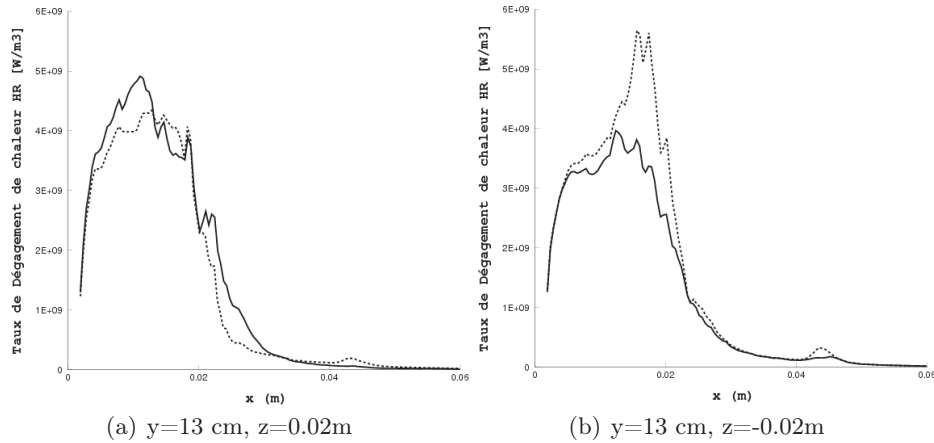 Taux de Dégagement de chaleur HR [W/m3]
6E+09
5E+09
4E+09
3E+09
2E+09
1E+09
0
0
0.02
0.04
0.06
x (m)
(a) y=13 cm, z=0.02m
Taux de Dégagement de chaleur HR [W/m3]
6E+09
5E+09
4E+09
3E+09
2E+09
1E+09
0
0
0.02
0.04
0.06
x (m)
(b) y=13 cm, z=-0.02m